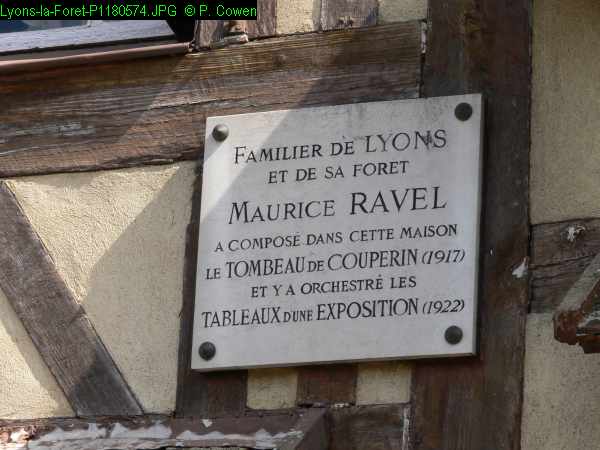 Lyons-la-Foret-P1180574.JPG © P. Cowen
FAMILIER DE LYONS
ET DE SA FORET
MAURICE RAVEL
A COMPOSÉ DANS CETTE MAISON
LE TOMBEAU DE COUPERIN (1917)
ET Y A ORCHESTRÉ LES
TABLEAUX D'UNE EXPOSITION (1922)